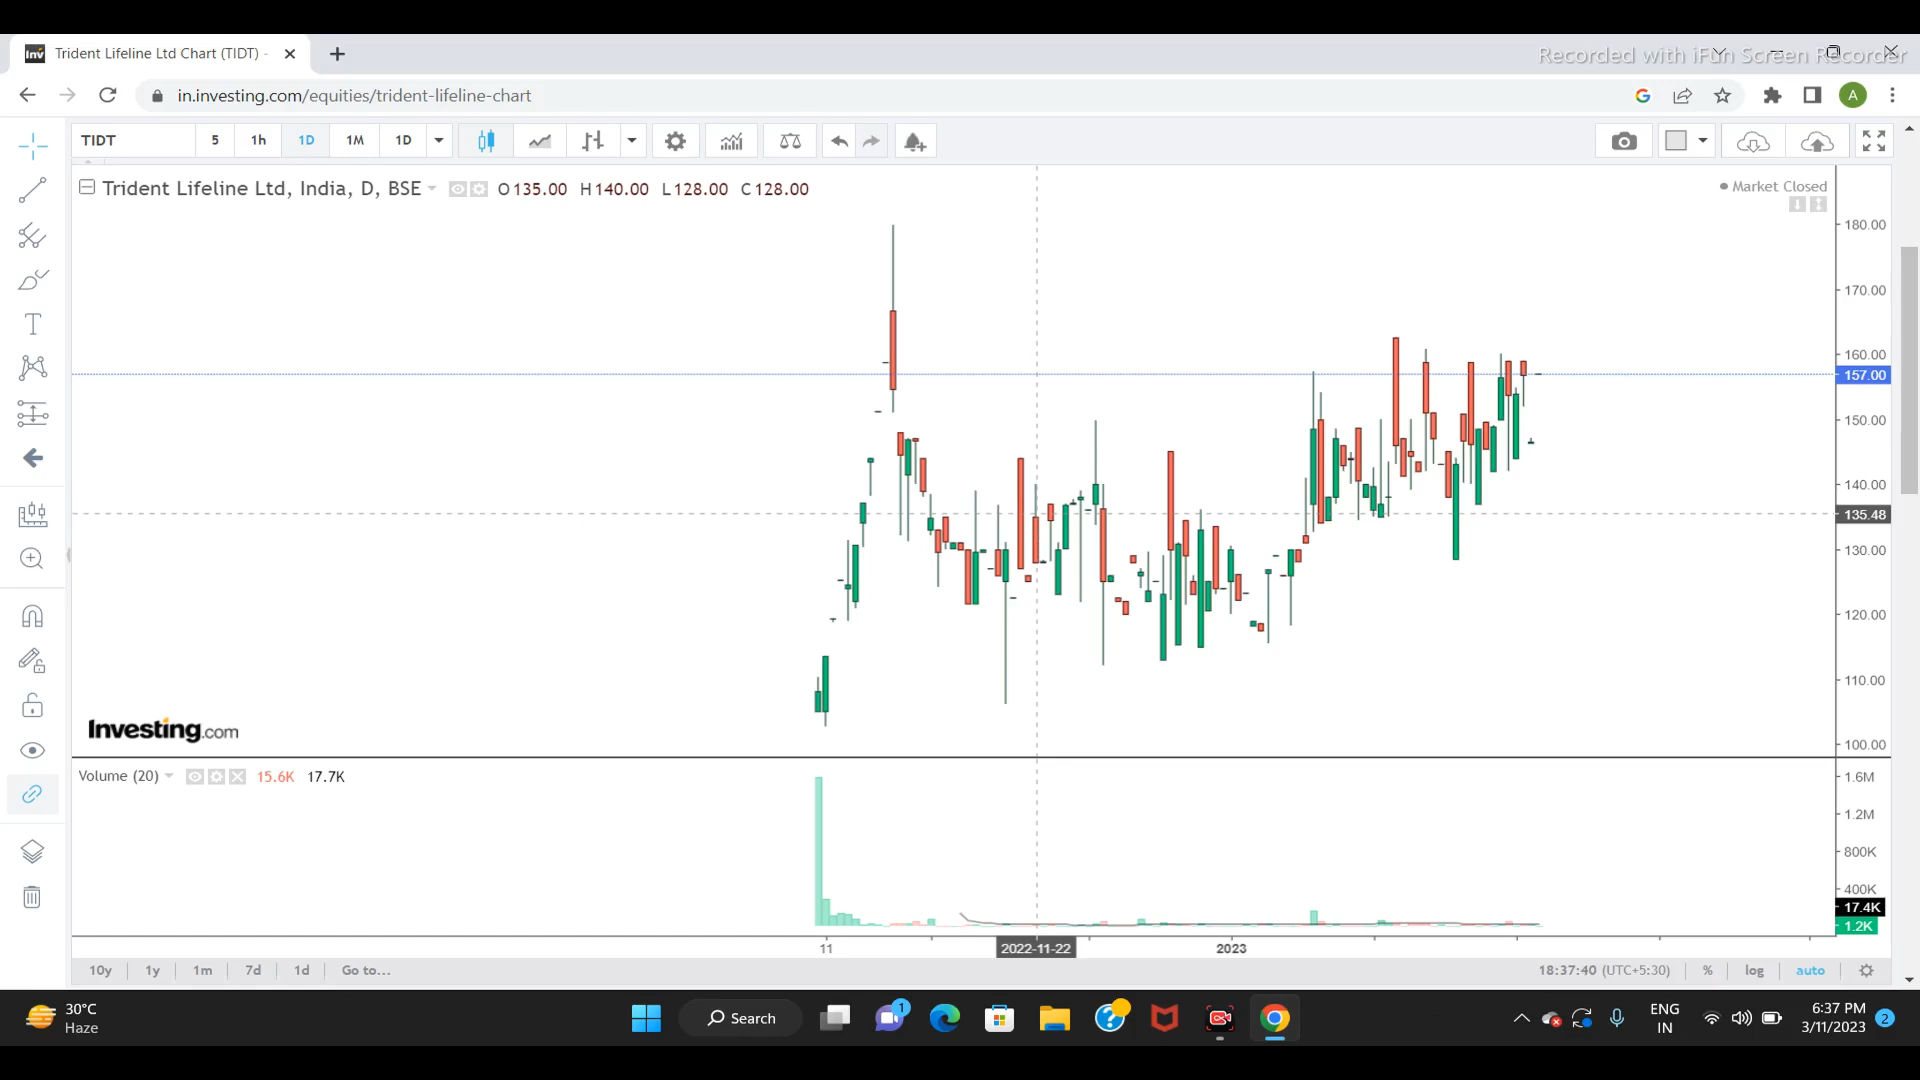 Trident Lifeline Ltd Chart (TIDT) -
Recorded with iFun Screen Recorder
in.investing.com/equities/trident-lifeline-chart
A
TIDT 5 1h 1D 1M 1D
Trident Lifeline Ltd, India, D, BSE O135.00 H140.00 L128.00 C128.00
Market Closed
180.00
170.00
160.00
157.00
150.00
140.00
135.48
130.00
120.00
110.00
100.00
Investing.com
Volume (20) 15.6K 17.7K
1.6M
1.2M
800K
400K
17.4K
1.2K
11 2022-11-22 2023
10y 1y 1m 7d 1d Go to... 18:37:40 (UTC+5:30) % log auto
30°C
Haze
Search
1
ENG
IN
6:37 PM
3/11/2023
2